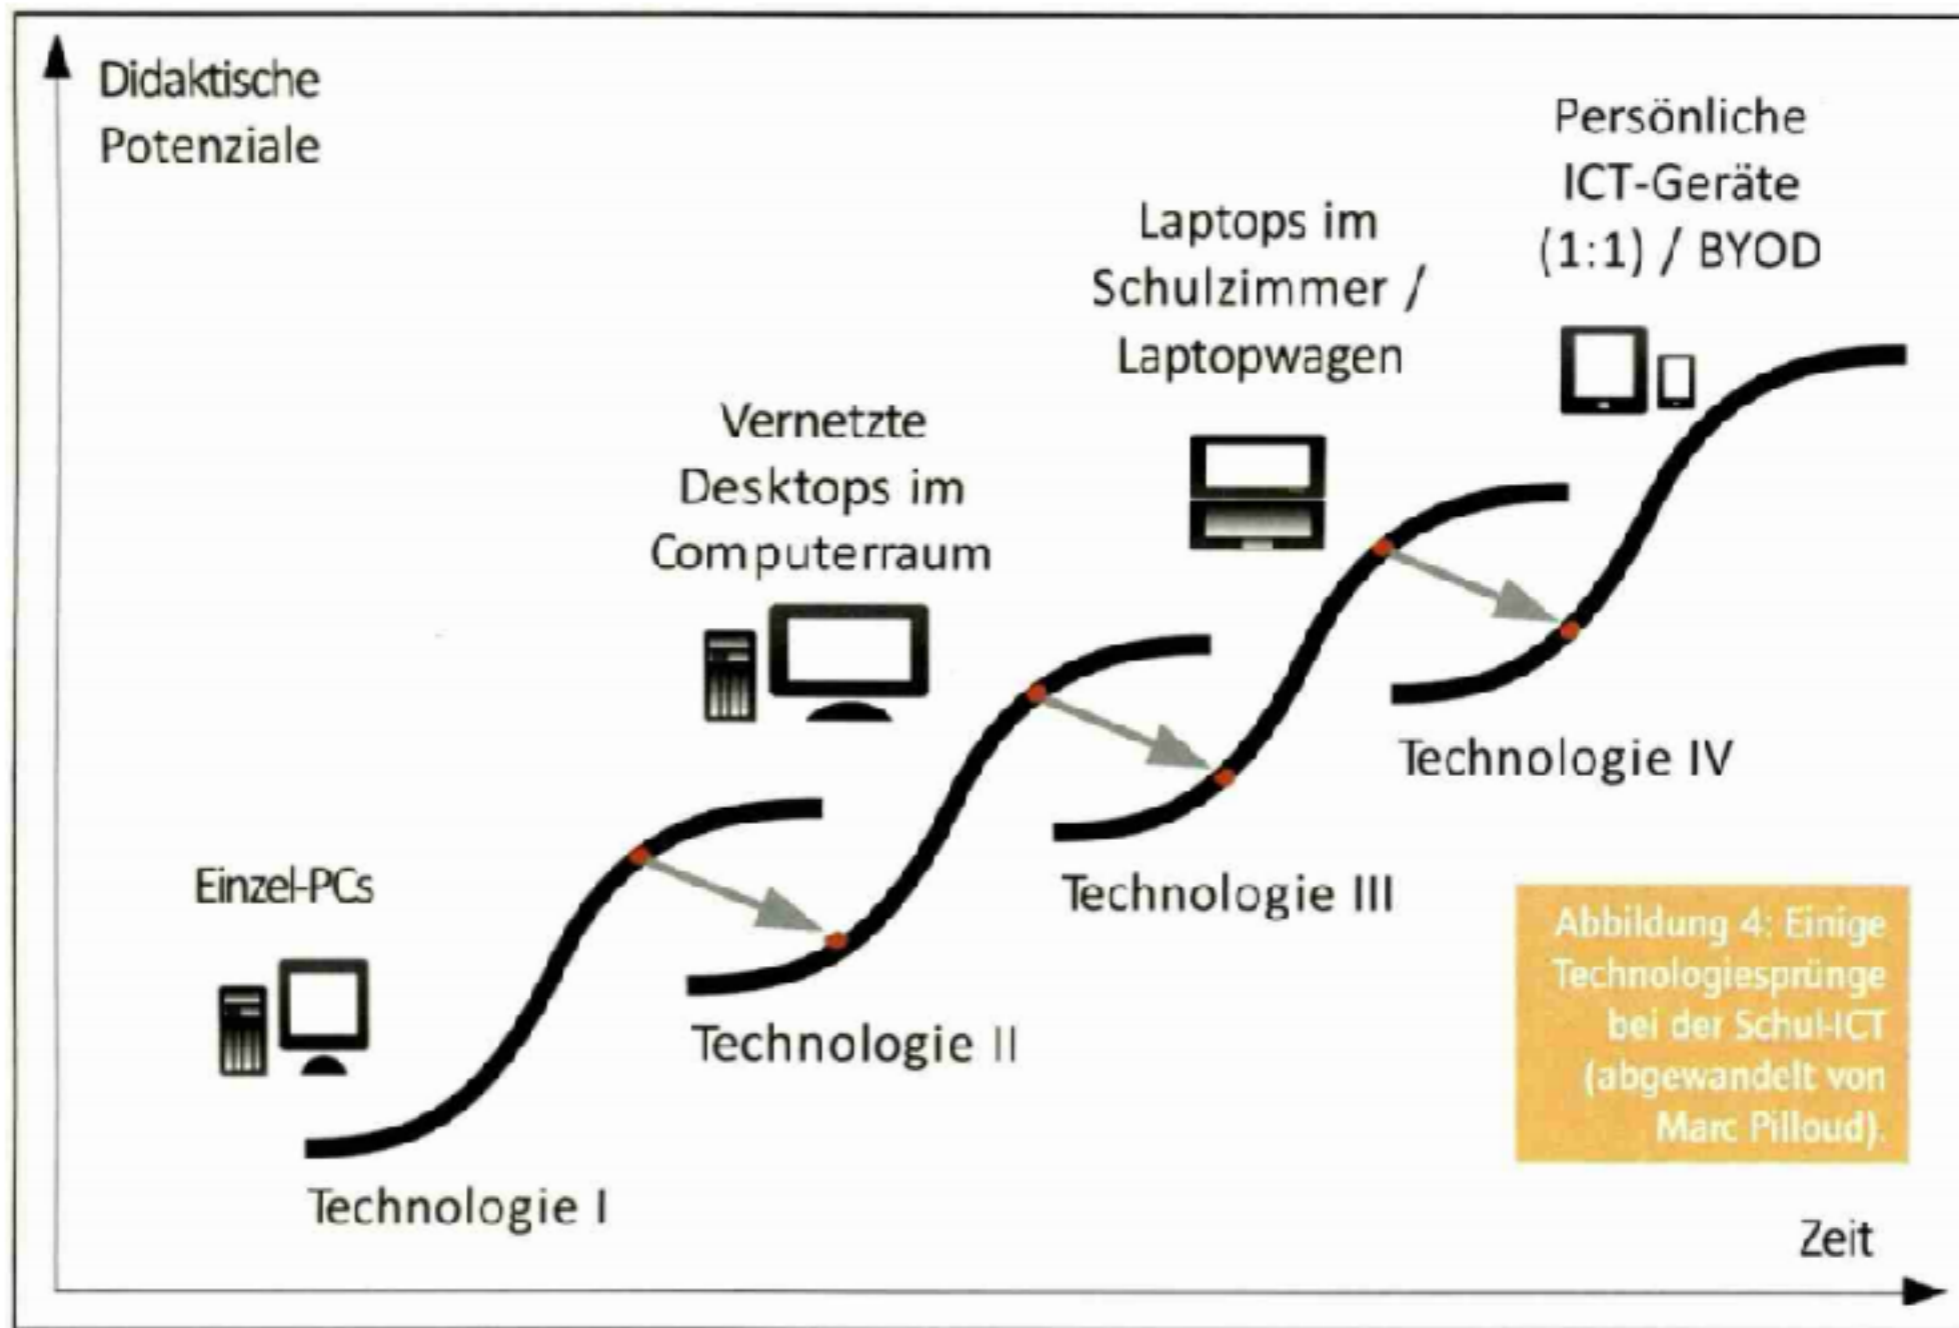 Didaktische
Potenziale
Persönliche
ICT-Geräte
(1:1) / BYOD
Laptops im
Schulzimmer /
Laptopwagen
Vernetzte
Desktops im
Computerraum
Einzel-PCs
Technologie IV
Technologie III
Technologie II
Technologie I
Abbildung 4: Einige
Technologiesprünge
bei der Schul-ICT
(abgewandelt von
Marc Pilloud).
Zeit